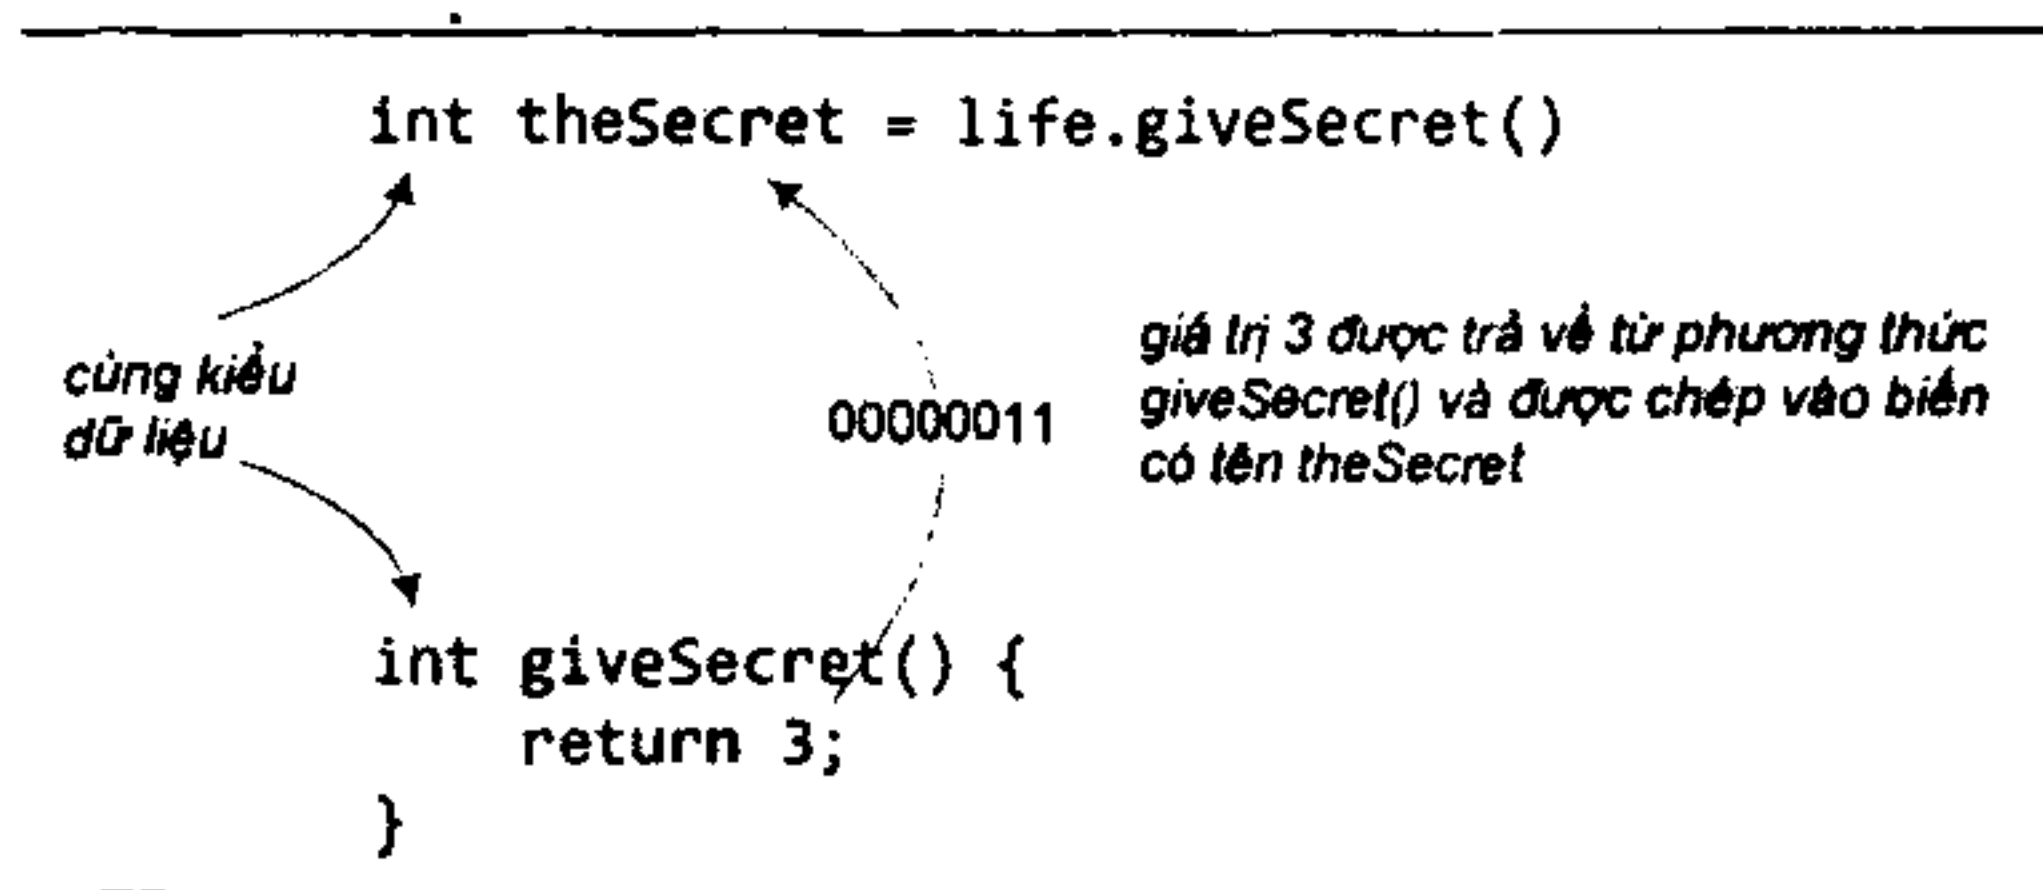 int theSecret = life.giveSecret()
cùng kiểu
dữ liệu
00000011
giá trị 3 được trả về từ phương thức
giveSecret() và được chép vào biến
có tên theSecret
int giveSecret() {
return 3;
}